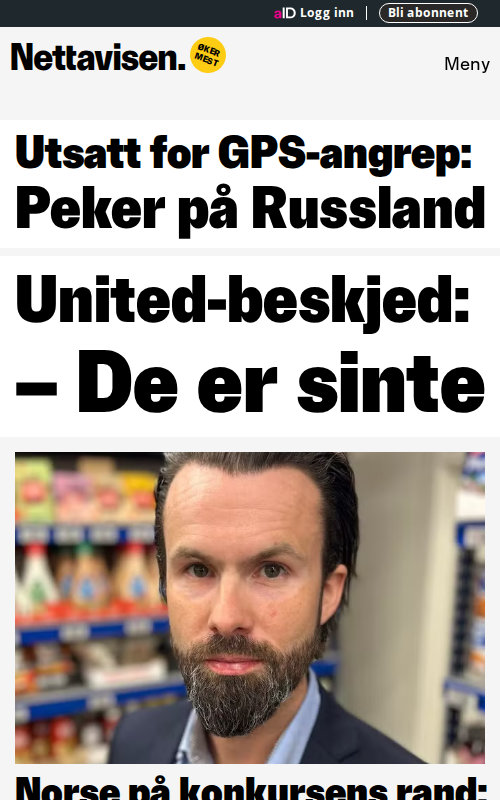 aID Logg inn
Bli abonnent
Nettavisen.
ØKER
MEST
Meny
Utsatt for GPS-angrep:
Peker på Russland
United-beskjed:
– De er sinte
Norse på konkursens rand: